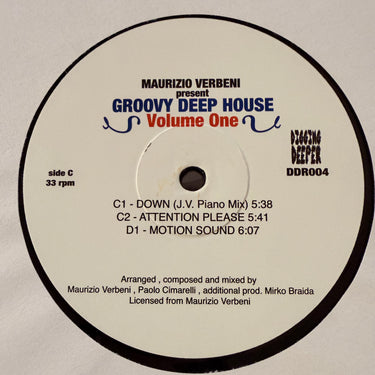 MAURIZIO VERBENI
present
GROOVY DEEP HOUSE
Volume One
DIGGING
DEEPER
DDR004
side C
33 rpm
C1 - DOWN (J.V. Piano Mix) 5:38
C2 - ATTENTION PLEASE 5:41
D1 - MOTION SOUND 6:07
Arranged , composed and mixed by
Maurizio Verbeni , Paolo Cimarelli , additional prod. Mirko Braida
Licensed from Maurizio Verbeni